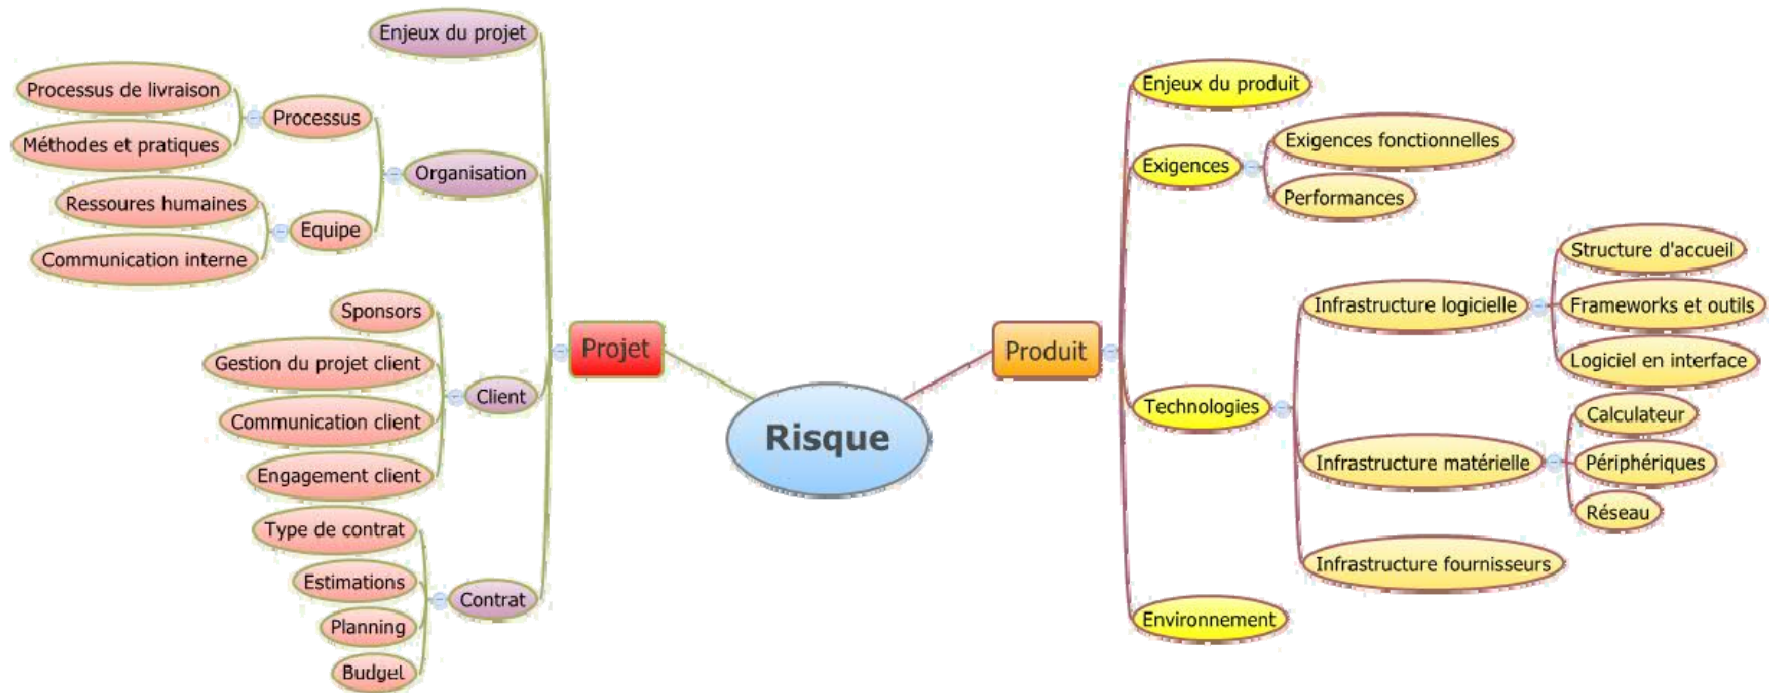 Enjeux du projet
Processus de livraison
Processus
Méthodes et pratiques
Organisation
Ressoures humaines
Equipe
Communication interne
Sponsors
Gestion du projet client
Client
Communication client
Engagement client
Type de contrat
Estimations
Contrat
Planning
Budget
Projet
Risque
Produit
Enjeux du produit
Exigences
Exigences fonctionnelles
Performances
Technologies
Infrastructure logicielle
Structure d'accueil
Frameworks et outils
Logiciel en interface
Infrastructure matérielle
Calculateur
Périphériques
Réseau
Infrastructure fournisseurs
Environnement